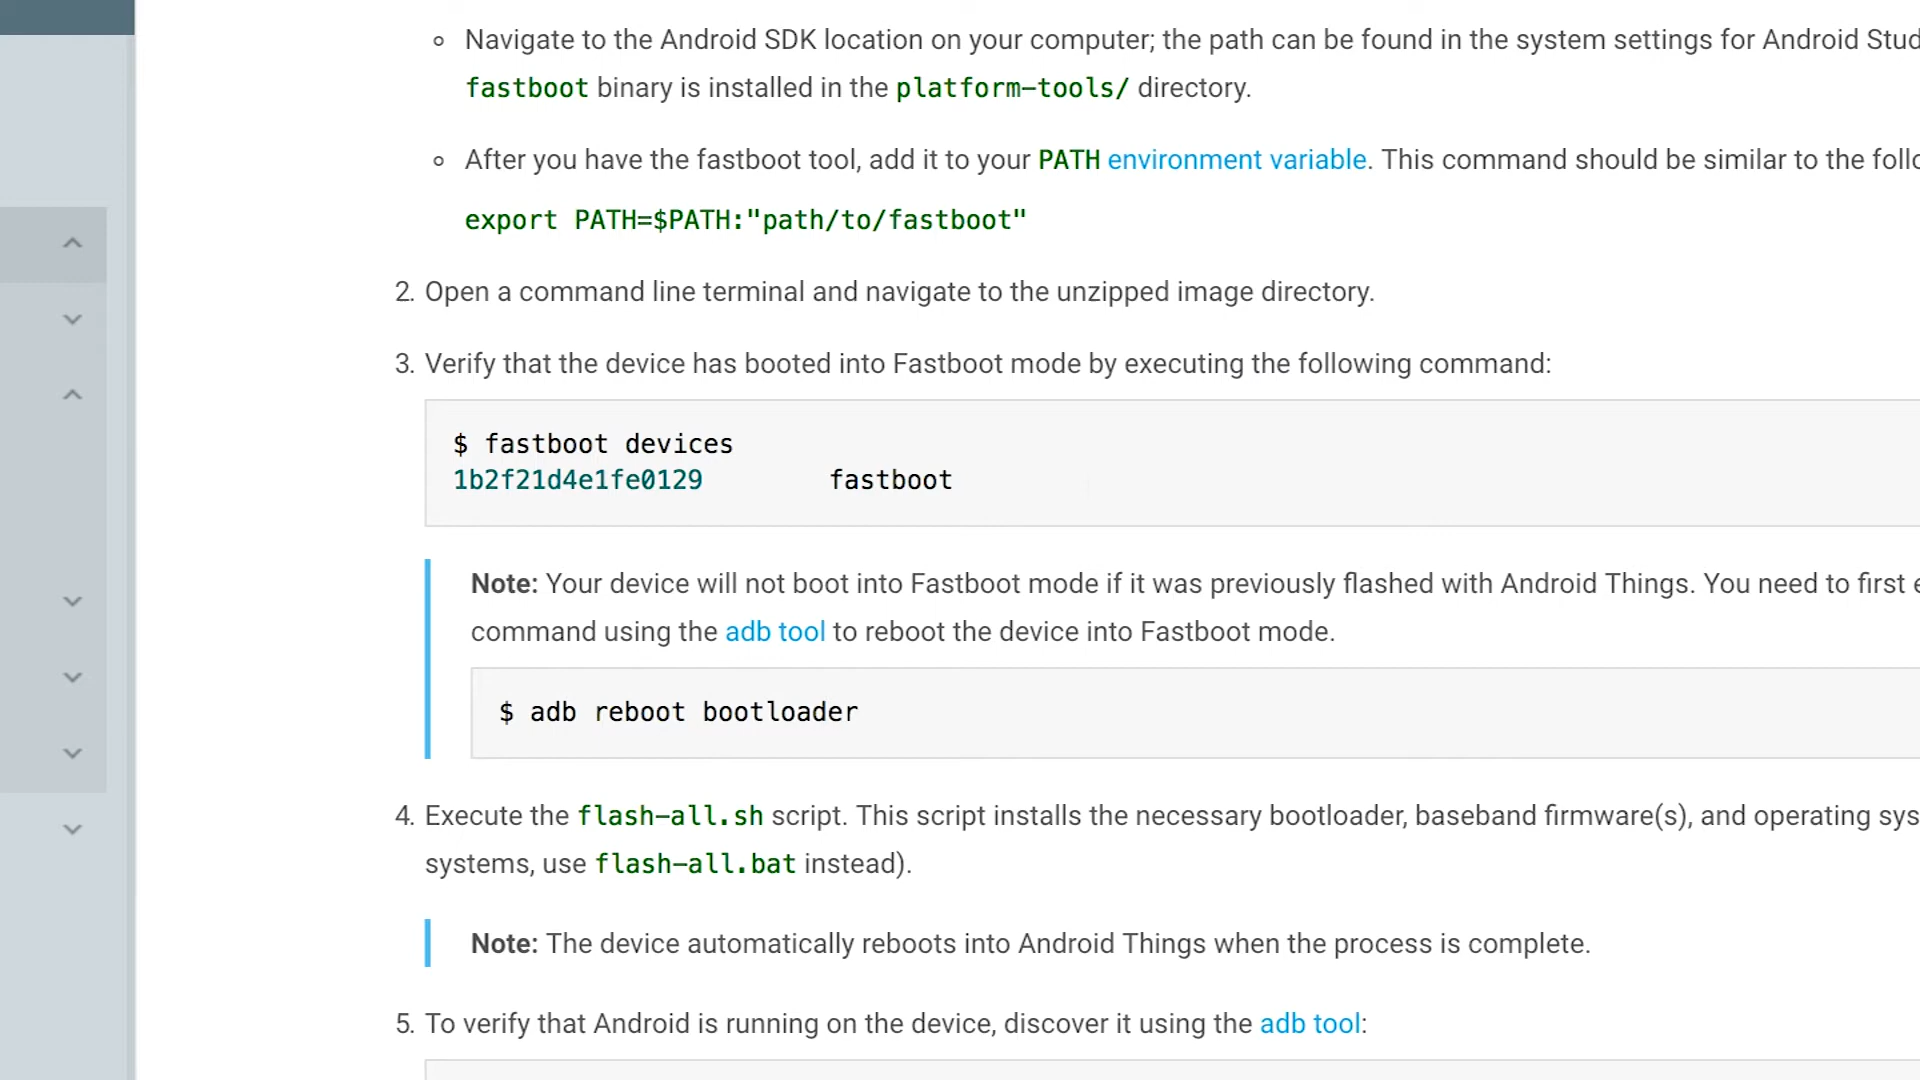 Navigate to the Android SDK location on your computer; the path can be found in the system settings for Android
fastboot binary is installed in the platform-tools/ directory.
After you have the fastboot tool, add it to your PATH environment variable. This command should be similar to the
export PATH=$PATH:"path/to/fastboot"
2. Open a command line terminal and navigate to the unzipped image directory.
3. Verify that the device has booted into Fastboot mode by executing the following command:
$ fastboot devices
1b2f21d4e1fe0129 fastboot
Note: Your device will not boot into Fastboot mode if it was previously flashed with Android Things. You need to first
command using the adb tool to reboot the device into Fastboot mode.
$ adb reboot bootloader
4. Execute the flash-all.sh script. This script installs the necessary bootloader, baseband firmware(s), and operating
systems, use flash-all.bat instead).
Note: The device automatically reboots into Android Things when the process is complete.
5. To verify that Android is running on the device, discover it using the adb tool: